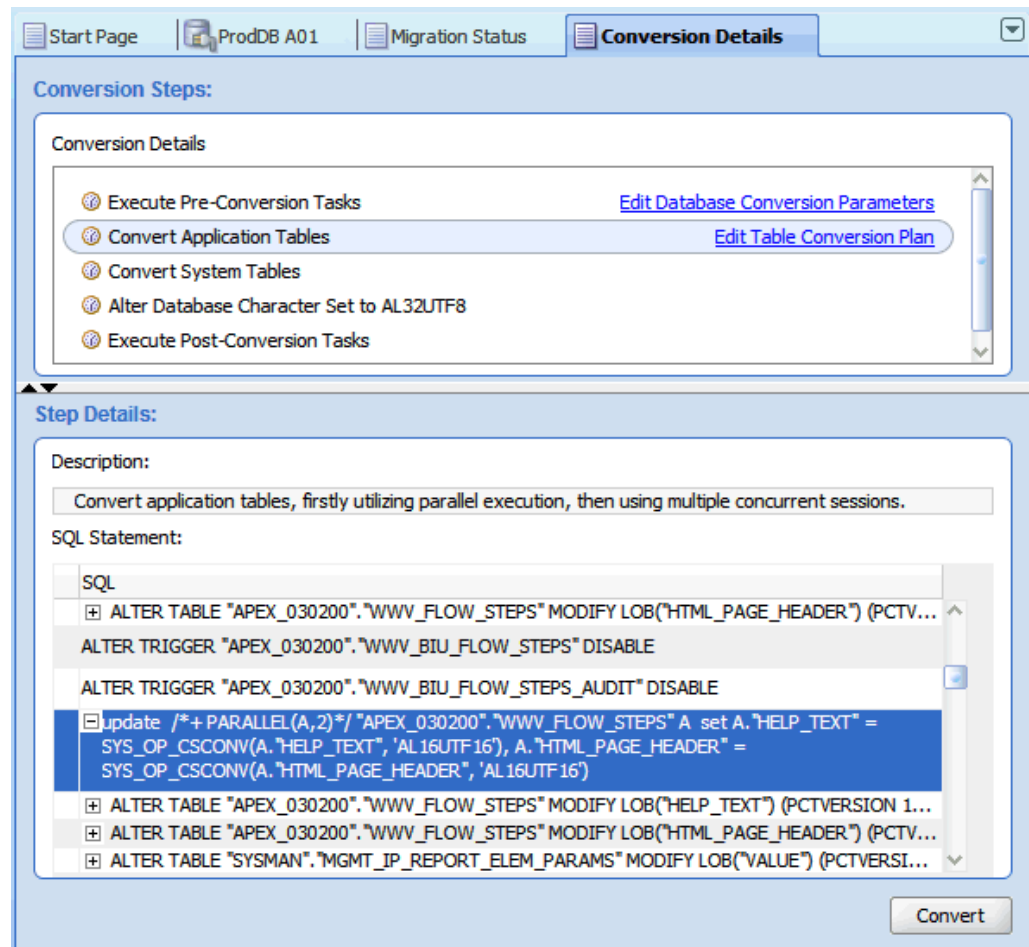 Start Page
ProdDB A01
Migration Status
Conversion Details
Conversion Steps:
Conversion Details
Execute Pre-Conversion Tasks
Edit Database Conversion Parameters
Convert Application Tables
Edit Table Conversion Plan
Convert System Tables
Alter Database Character Set to AL32UTF8
Execute Post-Conversion Tasks
Step Details:
Description:
Convert application tables, firstly utilizing parallel execution, then using multiple concurrent sessions.
SQL Statement:
SQL
ALTER TABLE "APEX_030200"."WWV_FLOW_STEPS" MODIFY LOB("HTML_PAGE_HEADER") (PCTV...
ALTER TRIGGER "APEX_030200"."WWV_BIU_FLOW_STEPS" DISABLE
ALTER TRIGGER "APEX_030200"."WWV_BIU_FLOW_STEPS_AUDIT" DISABLE
update /*+ PARALLEL(A,2)*/ "APEX_030200"."WWV_FLOW_STEPS" A set A."HELP_TEXT" =
SYS_OP_CSCONV(A."HELP_TEXT", 'AL16UTF16'), A."HTML_PAGE_HEADER" =
SYS_OP_CSCONV(A."HTML_PAGE_HEADER", 'AL16UTF16')
ALTER TABLE "APEX_030200"."WWV_FLOW_STEPS" MODIFY LOB("HELP_TEXT") (PCTVERSION 1...
ALTER TABLE "APEX_030200"."WWV_FLOW_STEPS" MODIFY LOB("HTML_PAGE_HEADER") (PCTV...
ALTER TABLE "SYSMAN"."MGMT_IP_REPORT_ELEM_PARAMS" MODIFY LOB("VALUE") (PCTVERSI...
Convert